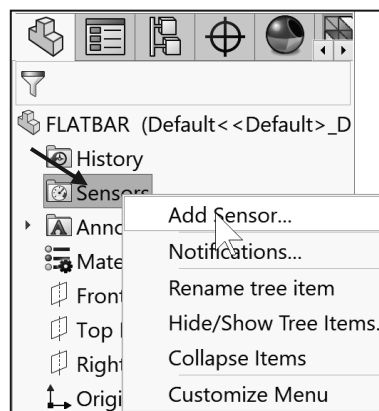 FLATBAR (Default<<Default>_D
History
Sensors
Add Sensor...
Notifications...
Rename tree item
Hide/Show Tree Items.
Collapse Items
Customize Menu